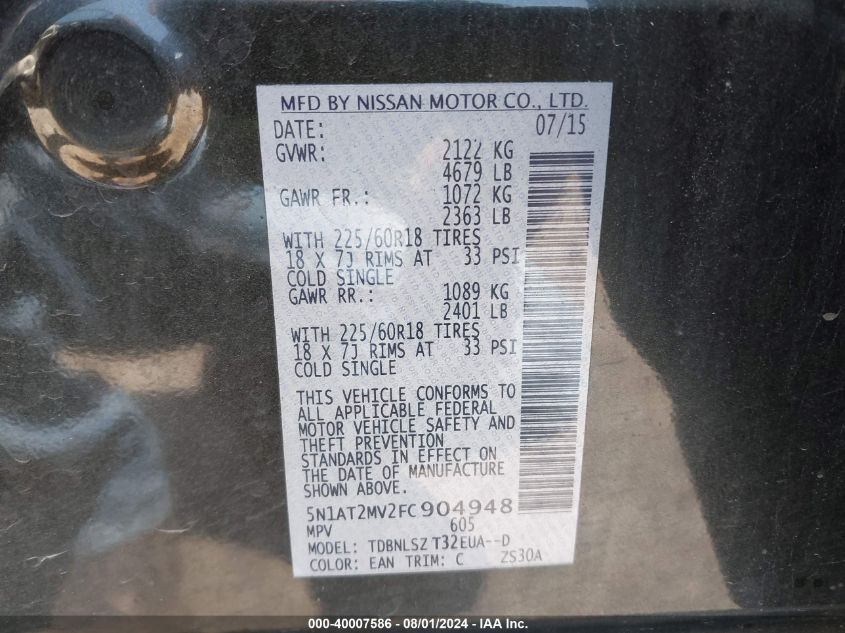 MFD BY NISSAN MOTOR CO., LTD.
DATE: 07/15
GVWR: 2122 KG
4679 LB
GAWR FR.: 1072 KG
2363 LB
WITH 225/60R18 TIRES
18 X 7J RIMS AT 33 PSI
COLD SINGLE
GAWR RR.: 1089 KG
2401 LB
WITH 225/60R18 TIRES
18 X 7J RIMS AT 33 PSI
COLD SINGLE
THIS VEHICLE CONFORMS TO
ALL APPLICABLE FEDERAL
MOTOR VEHICLE SAFETY AND
THEFT PREVENTION
STANDARDS IN EFFECT ON
THE DATE OF MANUFACTURE
SHOWN ABOVE.
5N1AT2MV2FC904948
MPV 605
MODEL: TDBNLSZ T32EUA--D
COLOR: EAN TRIM: C ZS30A
000-40007586 - 08/01/2024 - IAA Inc.